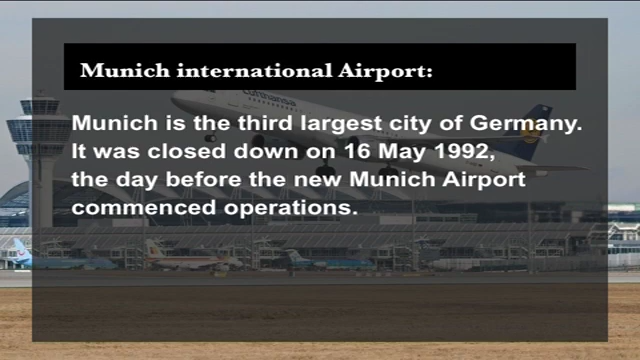 Munich international Airport:
Lufthansa
Munich is the third largest city of Germany.
It was closed down on 16 May 1992,
the day before the new Munich Airport
commenced operations.